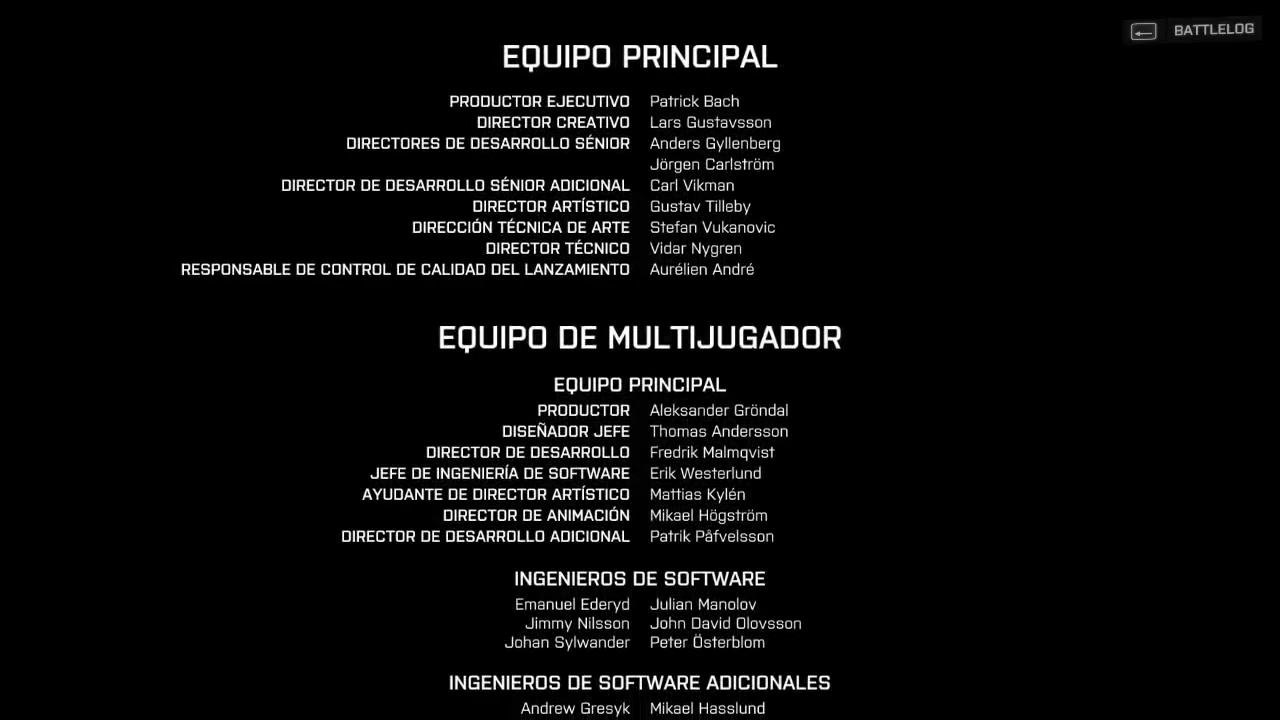 BATTLELOG
EQUIPO PRINCIPAL
PRODUCTOR EJECUTIVO Patrick Bach
DIRECTOR CREATIVO Lars Gustavsson
DIRECTORES DE DESARROLLO SÉNIOR Anders Gyllenberg
Jörgen Carlström
DIRECTOR DE DESARROLLO SÉNIOR ADICIONAL Carl Vikman
DIRECTOR ARTÍSTICO Gustav Tilleby
DIRECCIÓN TÉCNICA DE ARTE Stefan Vukanovic
DIRECTOR TÉCNICO Vidar Nygren
RESPONSABLE DE CONTROL DE CALIDAD DEL LANZAMIENTO Aurélien André
EQUIPO DE MULTIJUGADOR
EQUIPO PRINCIPAL
PRODUCTOR Aleksander Gröndal
DISEÑADOR JEFE Thomas Andersson
DIRECTOR DE DESARROLLO Fredrik Malmqvist
JEFE DE INGENIERÍA DE SOFTWARE Erik Westerlund
AYUDANTE DE DIRECTOR ARTÍSTICO Mattias Kylén
DIRECTOR DE ANIMACIÓN Mikael Högström
DIRECTOR DE DESARROLLO ADICIONAL Patrik Påfvelsson
INGENIEROS DE SOFTWARE
Emanuel Ederyd Julian Manolov
Jimmy Nilsson John David Olovsson
Johan Sylwander Peter Österblom
INGENIEROS DE SOFTWARE ADICIONALES
Andrew Gresyk Mikael Hasslund